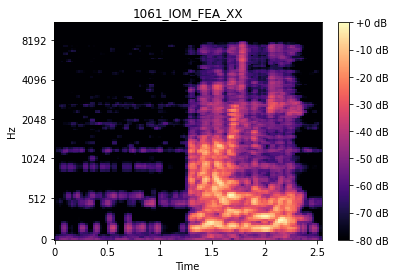 1061_IOM_FEA_XX
+0 dB
8192
-10 dB
4096
-20 dB
-30 dB
2048
Hz
-40 dB
1024
-50 dB
512
-60 dB
-70 dB
0
-80 dB
0 0.5 1 1.5 2 2.5
Time